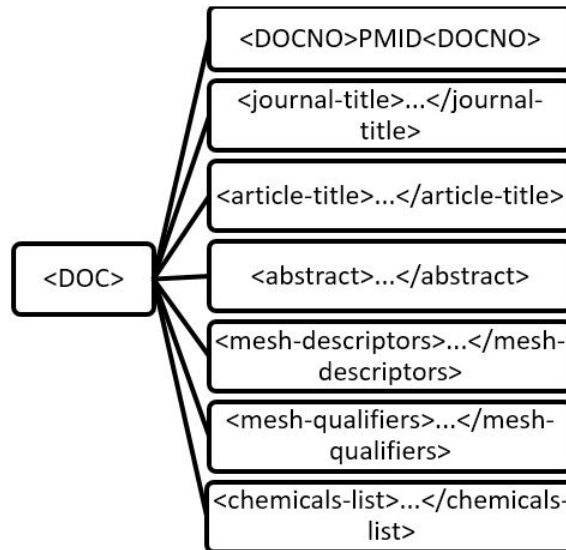 <DOCNO>PMID<DOCNO>
<journal-title>...</journal-
title>
<article-title>...</article-title>
<DOC>
<abstract>...</abstract>
<mesh-descriptors>...</mesh-
descriptors>
<mesh-qualifiers>...</mesh-
qualifiers>
<chemicals-list>...</chemicals-
list>